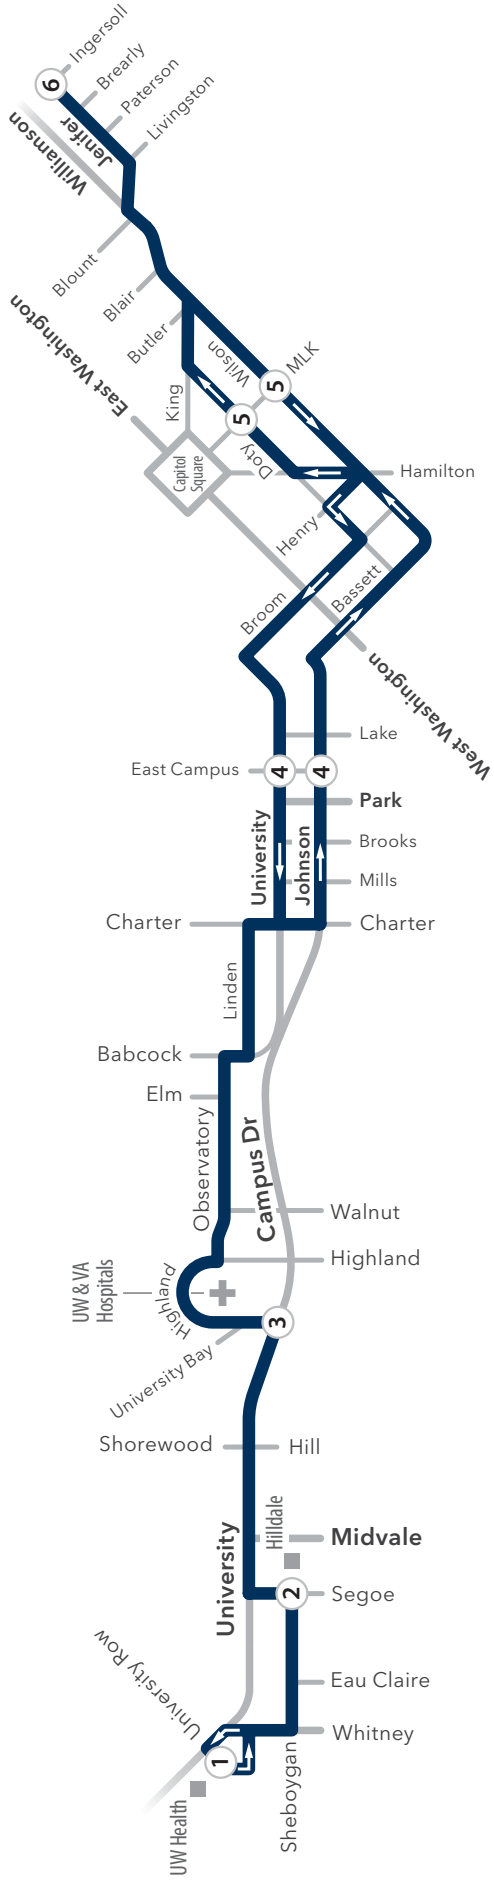 Ingersoll
6
Brearly
Paterson
Livingston
Jenifer
Williamson
Blount
Blair
Butler
East Washington
Wilson
MLK
5
King
5
Capitol
Square
Doty
Hamilton
Henry
Bassett
Broom
West Washington
Lake
East Campus
4
4
Park
University
Johnson
Brooks
Mills
Charter
Charter
Linden
Babcock
Elm
Observatory
Campus Dr
Walnut
Highland
UW & VA
Hospitals
Highland
3
University Bay
Shorewood
Hill
Hilldale
Midvale
University
2
Segoe
University Row
Eau Claire
Whitney
1
Sheboygan
UW Health